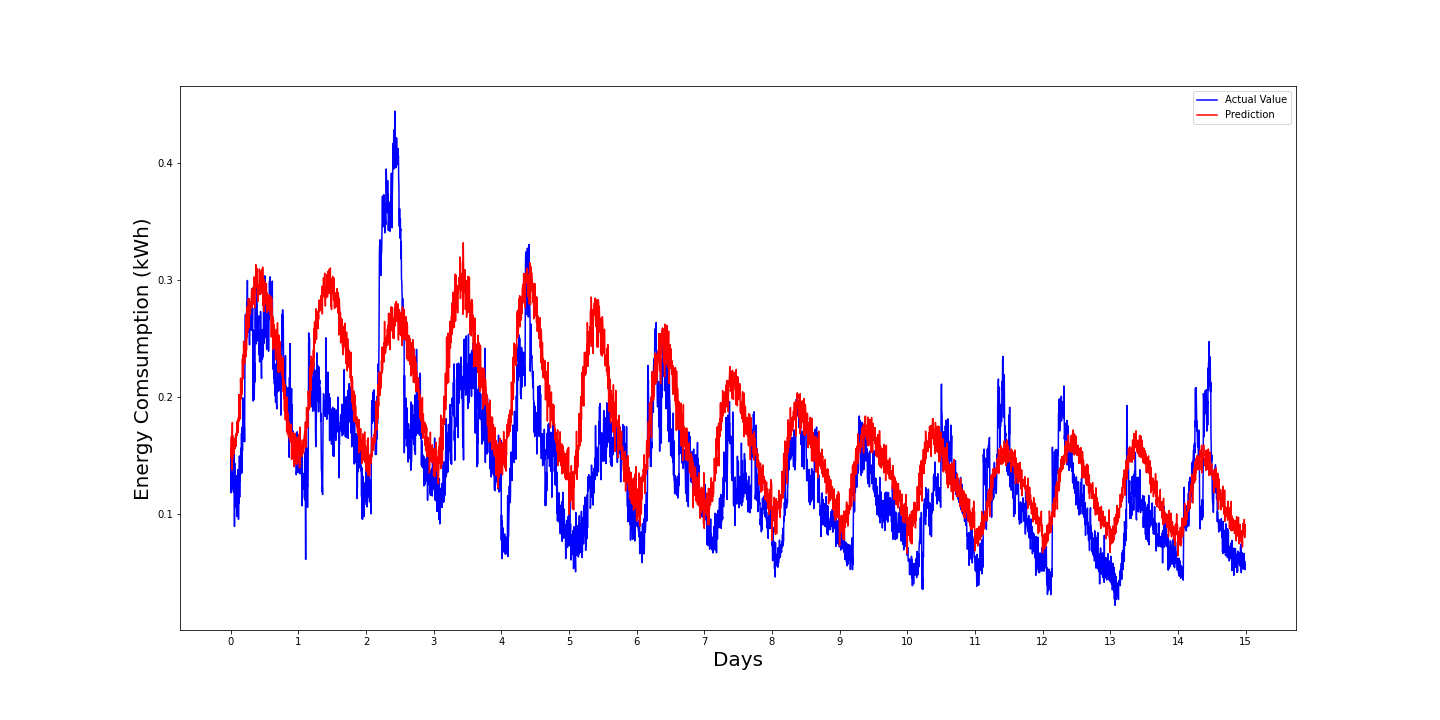 Actual Value
Prediction
0.4
0.3
0.2
0.1
Energy Comsumption (kWh)
0 1 2 3 4 5 6 7 8 9 10 11 12 13 14 15
Days